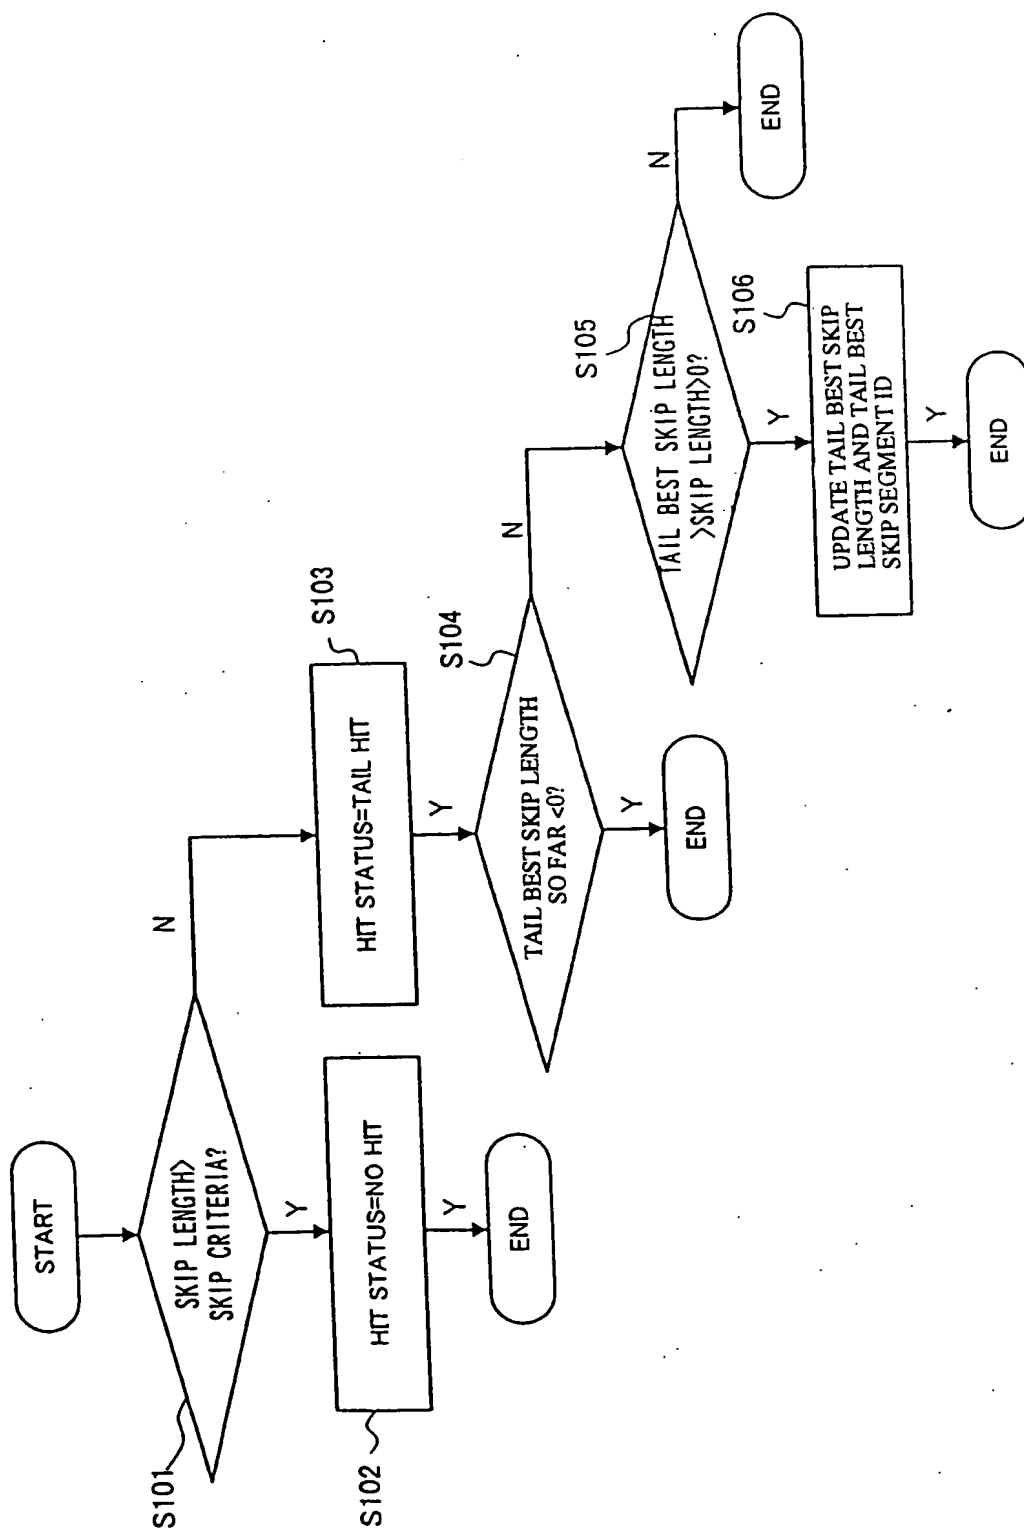 START
S101
SKIP LENGTH>
SKIP CRITERIA?
N
Y
S102
HIT STATUS=NO HIT
Y
END
S103
HIT STATUS=TAIL HIT
Y
S104
TAIL BEST SKIP LENGTH
SO FAR <0?
N
Y
END
S105
TAIL BEST SKIP LENGTH
>SKIP LENGTH>0?
N
END
Y
S106
UPDATE TAIL BEST SKIP
LENGTH AND TAIL BEST
SKIP SEGMENT ID
Y
END